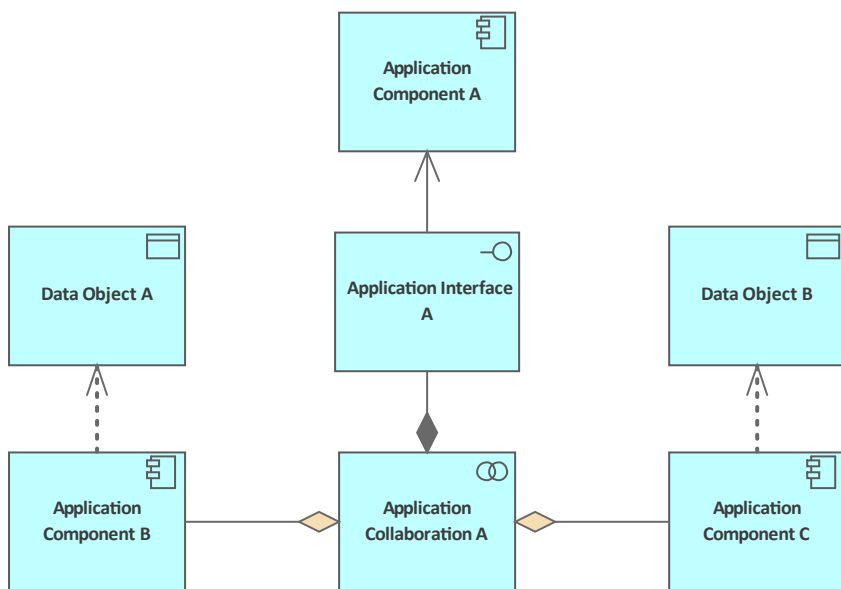 Application
Component A
Data Object A
Application Interface
A
Data Object B
Application
Component B
Application
Collaboration A
Application
Component C